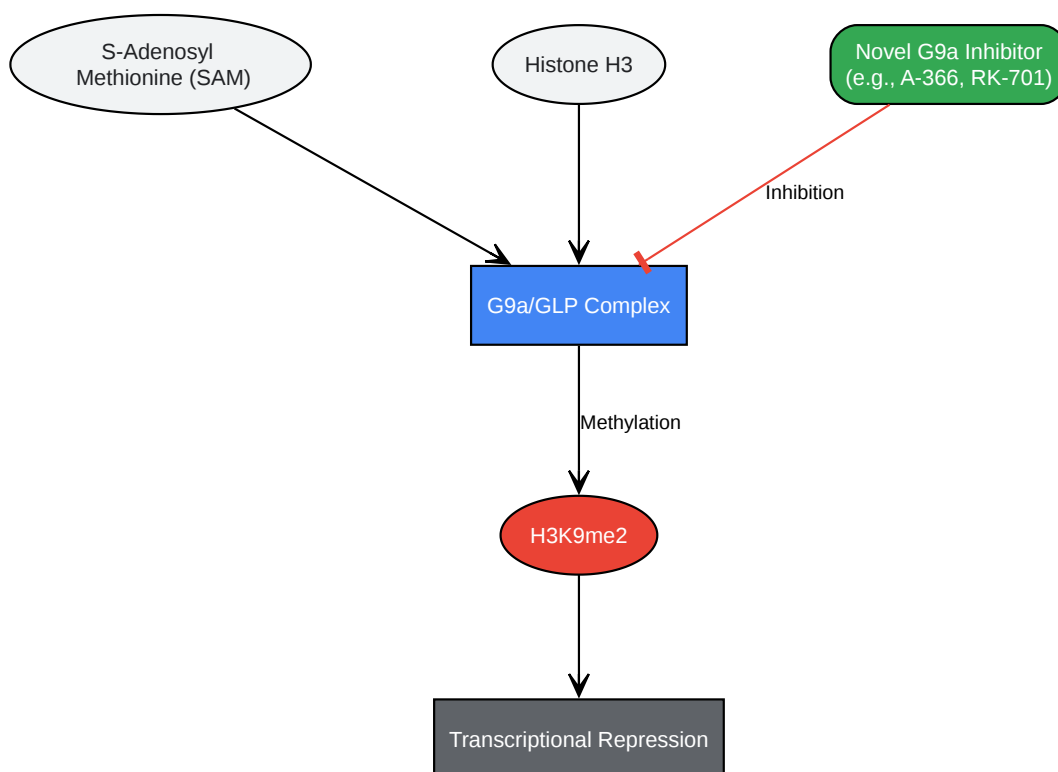 S-Adenosyl
Methionine (SAM)
Histone H3
Novel G9a Inhibitor
(e.g., A-366, RK-701)
Inhibition
G9a/GLP Complex
Methylation
H3K9me2
Transcriptional Repression